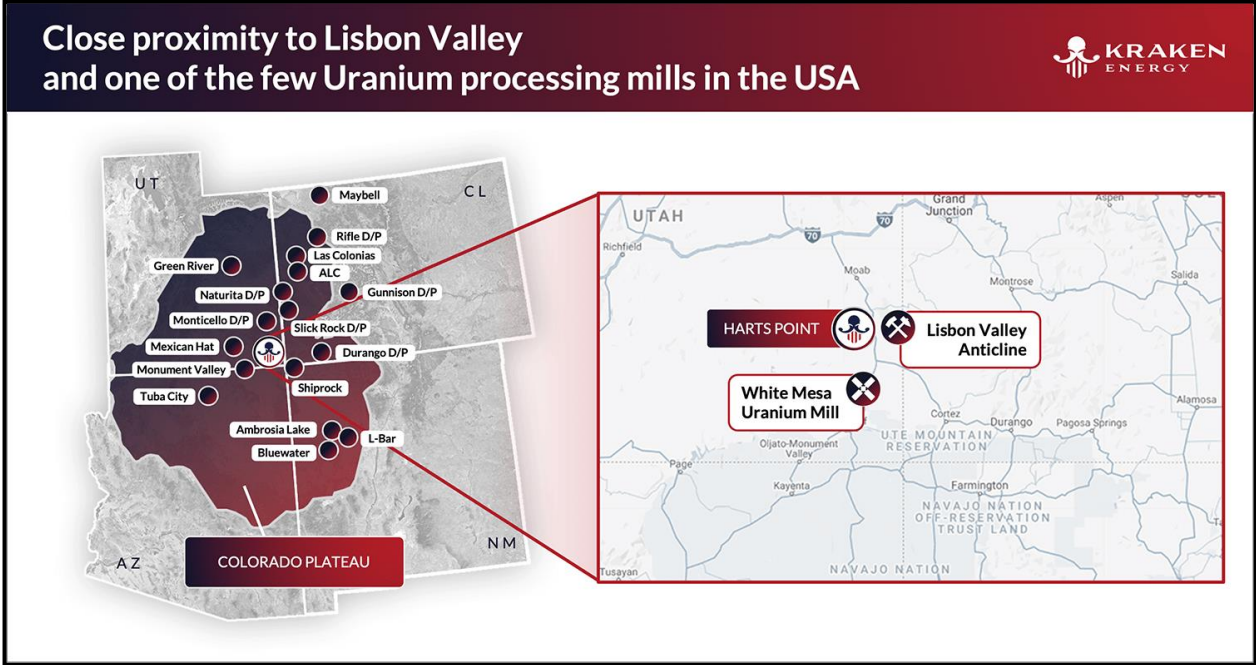 Close proximity to Lisbon Valley
and one of the few Uranium processing mills in the USA
KRAKEN
ENERGY
UT
CL
Maybell
Rifle D/P
Las Colonias
ALC
Green River
Naturita D/P
Gunnison D/P
Monticello D/P
Slick Rock D/P
Mexican Hat
Durango D/P
Monument Valley
Shiprock
Tuba City
Ambrosia Lake
L-Bar
Bluewater
AZ
NM
COLORADO PLATEAU
UTAH
Grand
Junction
Aspen
70
70
Richfield
Moab
Montrose
Salida
HARTS POINT
Lisbon Valley
Anticline
White Mesa
Uranium Mill
Cortez
Durango
Pagosa Springs
Alamosa
UTE MOUNTAIN
RESERVATION
Oljato-Monument
Valley
Page
Kayenta
Farmington
NAVAJO NATION
OFF-RESERVATION
TRUST LAND
NAVAJO NATION
Tusayan